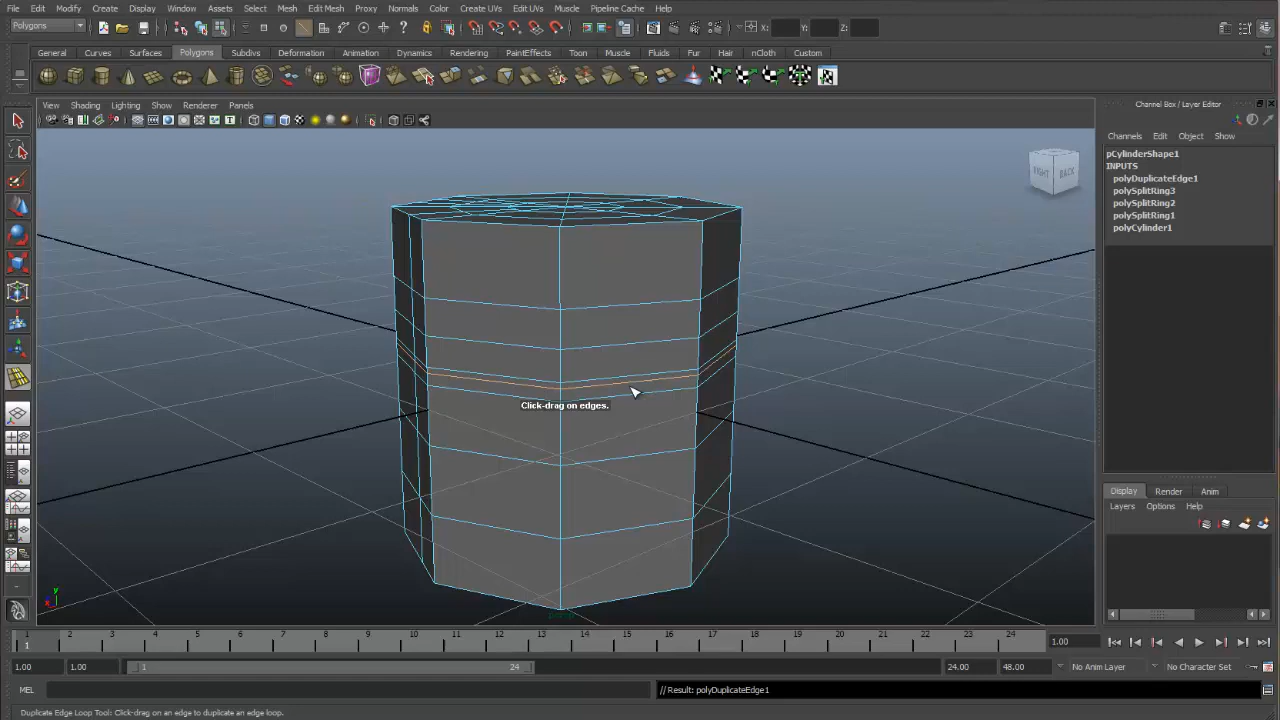 File Edit Modify Create Display Window Assets Select Mesh Edit Mesh Proxy Normals Color Create UVs Edit UVs Muscle Pipeline Cache Help
Polygons X: Y: Z:
General Curves Surfaces Polygons Subdivs Deformation Animation Dynamics Rendering PaintEffects Toon Muscle Fluids Fur Hair nCloth Custom
View Shading Lighting Show Renderer Panels
Channel Box / Layer Editor
Channels Edit Object Show
pCylinderShape1
INPUTS
polyDuplicateEdge1
polySplitRing3
polySplitRing2
polySplitRing1
polyCylinder1
RIGHT BACK
Click-drag on edges.
Display Render Anim
Layers Options Help
y
x
persp
1 2 3 4 5 6 7 8 9 10 11 12 13 14 15 16 17 18 19 20 21 22 23 24 1.00
1
1.00 1.00 1 24 24.00 48.00 No Anim Layer No Character Set
MEL // Result: polyDuplicateEdge1
Duplicate Edge Loop Tool: Click-drag on an edge to duplicate an edge loop.